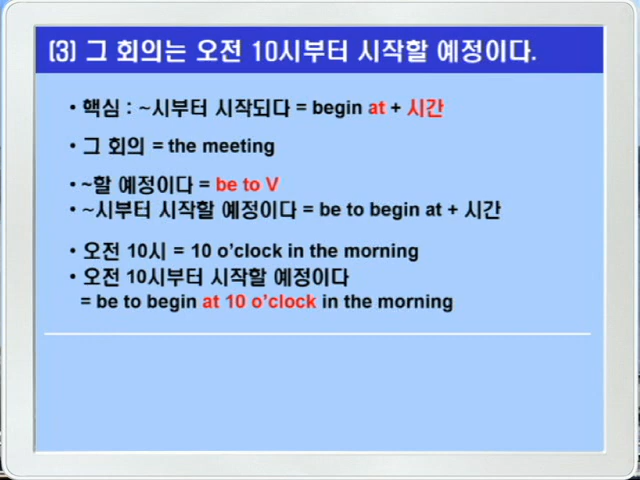 (3) 그 회의는 오전 10시부터 시작할 예정이다.
• 핵심 : ~시부터 시작되다 = begin at + 시간
• 그 회의 = the meeting
• ~할 예정이다 = be to V
• ~시부터 시작할 예정이다 = be to begin at + 시간
• 오전 10시 = 10 o'clock in the morning
• 오전 10시부터 시작할 예정이다
= be to begin at 10 o'clock in the morning